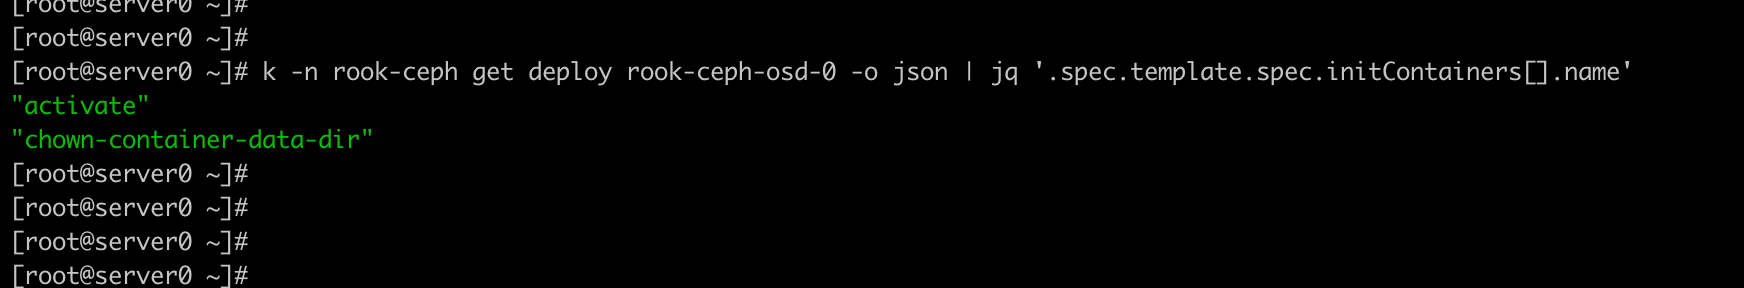 [root@server0 ~]#
[root@server0 ~]#
[root@server0 ~]# k -n rook-ceph get deploy rook-ceph-osd-0 -o json | jq '.spec.template.spec.initContainers[].name'
"activate"
"chown-container-data-dir"
[root@server0 ~]#
[root@server0 ~]#
[root@server0 ~]#
[root@server0 ~]#